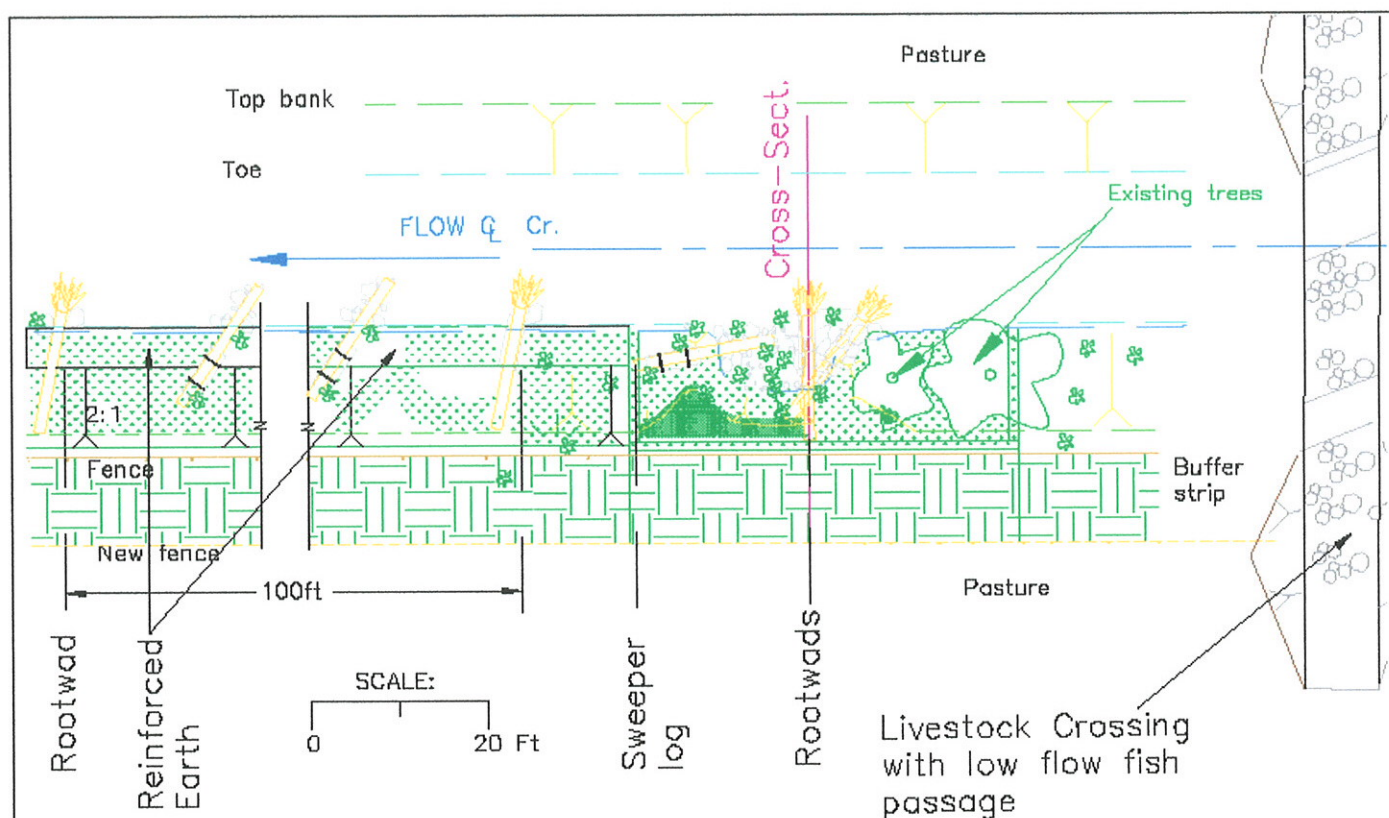 Pasture
Top bank
Cross-Sect.
Toe
Existing trees
FLOW ℄ Cr.
2:1
Fence
Buffer
strip
New fence
100ft
Pasture
Rootwad
Reinforced
Earth
SCALE:
0 20 Ft
Sweeper
log
Rootwads
Livestock Crossing
with low flow fish
passage